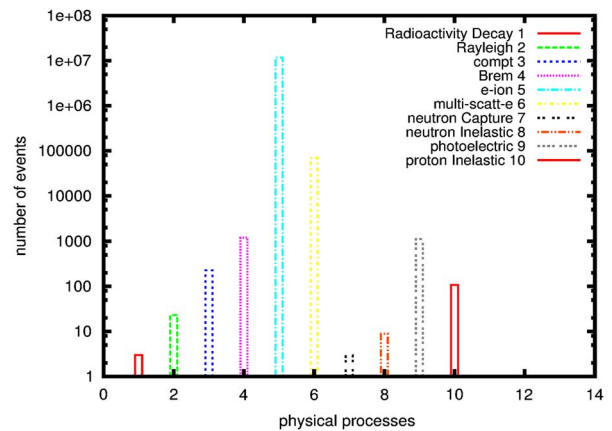 1e+08
1e+07
1e+06
100000
10000
1000
100
10
1
number of events
Radioactivity Decay 1
Rayleigh 2
compt 3
Brem 4
e-ion 5
multi-scatt-e 6
neutron Capture 7
neutron Inelastic 8
photoelectric 9
proton Inelastic 10
0 2 4 6 8 10 12 14
physical processes